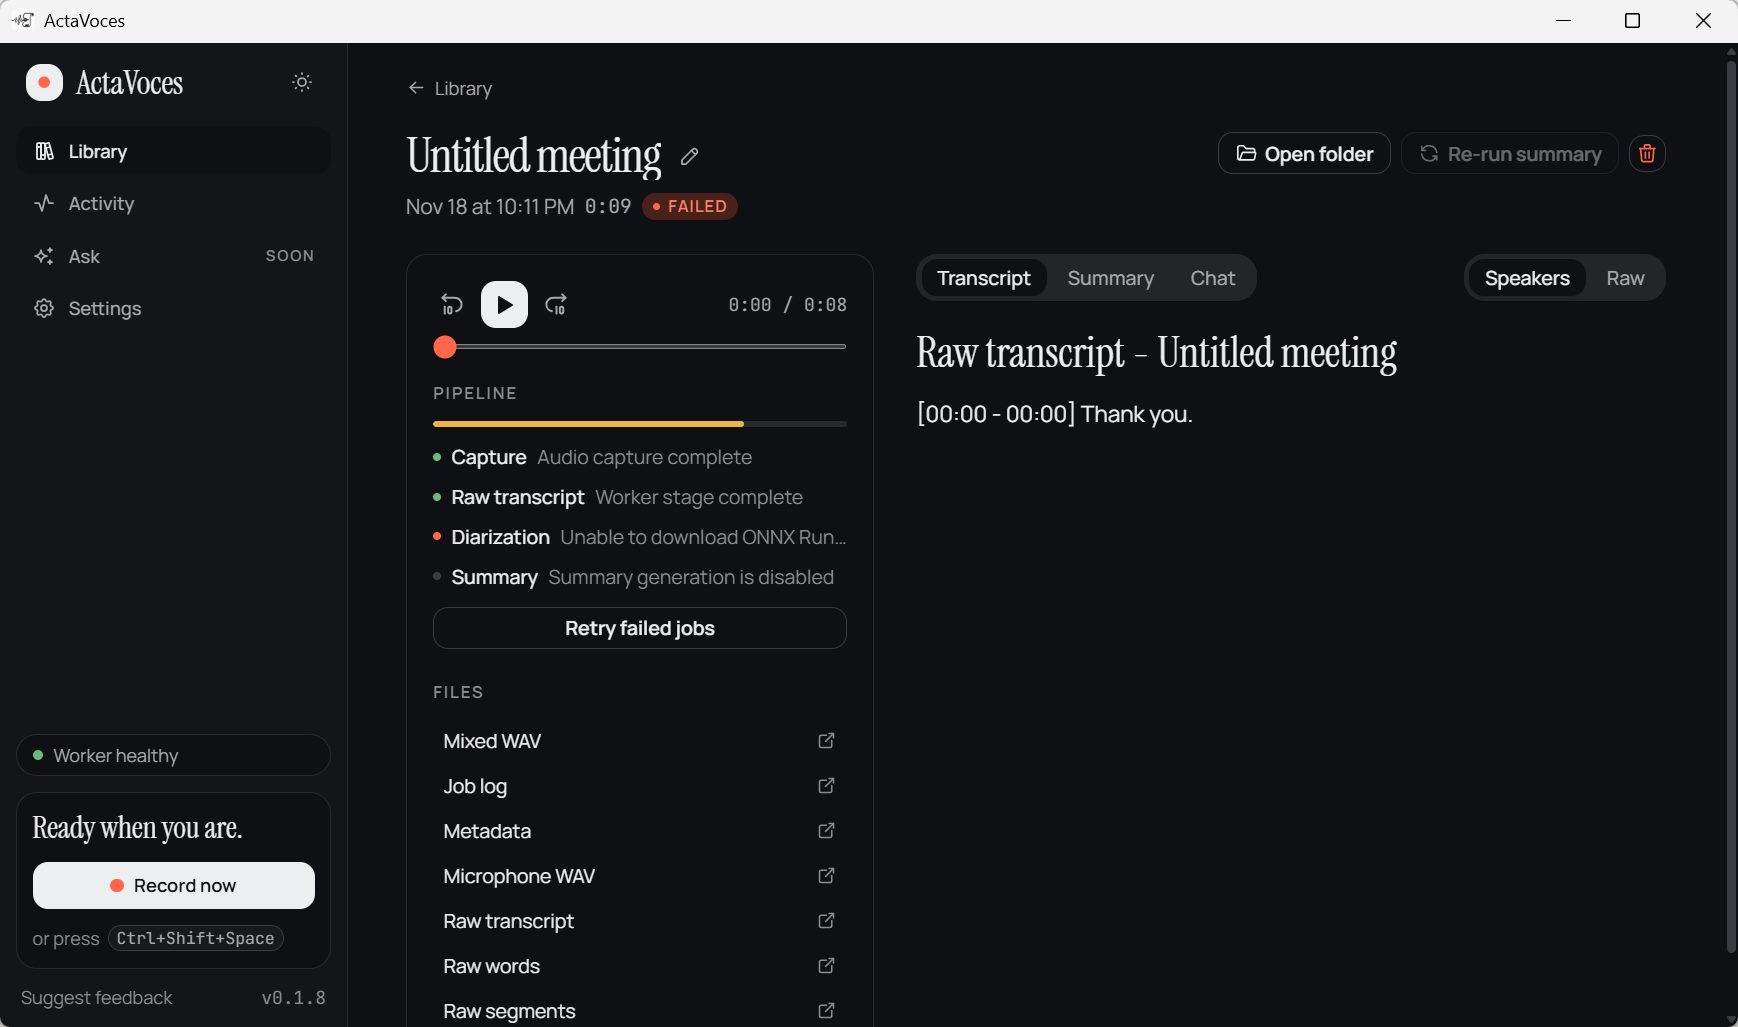 ActaVoces
ActaVoces
Library
Activity
Ask SOON
Settings
Worker healthy
Ready when you are.
Record now
or press Ctrl+Shift+Space
Suggest feedback v0.1.8
Library
Untitled meeting
Open folder Re-run summary
Nov 18 at 10:11 PM 0:09 FAILED
10 10 0:00 / 0:08
PIPELINE
Capture Audio capture complete
Raw transcript Worker stage complete
Diarization Unable to download ONNX Run...
Summary Summary generation is disabled
Retry failed jobs
FILES
Mixed WAV
Job log
Metadata
Microphone WAV
Raw transcript
Raw words
Raw segments
Transcript Summary Chat Speakers Raw
Raw transcript - Untitled meeting
[00:00 - 00:00] Thank you.